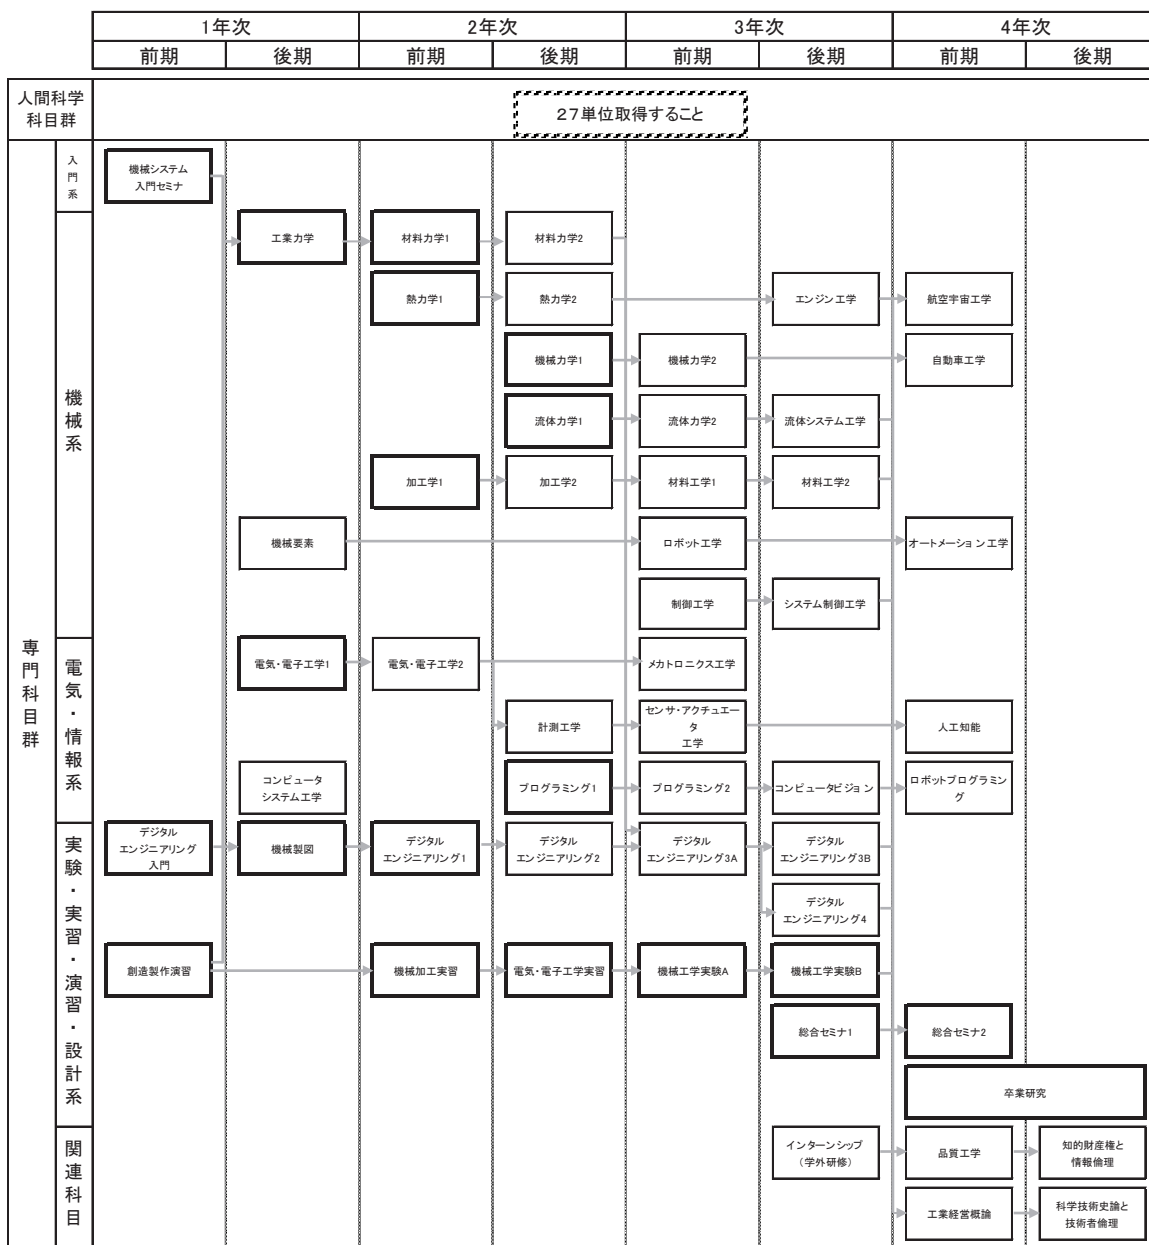 1年次
2年次
3年次
4年次
前期
後期
前期
後期
前期
後期
前期
後期
人間科学
科目群
27単位取得すること
専門科目群
入門系
機械システム
入門セミナ
機械系
工業力学
材料力学1
材料力学2
熱力学1
熱力学2
エンジン工学
航空宇宙工学
機械力学1
機械力学2
自動車工学
流体力学1
流体力学2
流体システム工学
加工学1
加工学2
材料工学1
材料工学2
機械要素
ロボット工学
オートメーション工学
制御工学
システム制御工学
電気・情報系
電気・電子工学1
電気・電子工学2
メカトロニクス工学
計測工学
センサ・アクチュエー
タ
工学
人工知能
コンピュータ
システム工学
プログラミング1
プログラミング2
コンピュータビジョン
ロボットプログラミン
グ
実験・実習・演習・設計系
デジタル
エンジニアリング
入門
機械製図
デジタル
エンジニアリング1
デジタル
エンジニアリング2
デジタル
エンジニアリング3A
デジタル
エンジニアリング3B
デジタル
エンジニアリング4
創造製作演習
機械加工実習
電気・電子工学実習
機械工学実験A
機械工学実験B
総合セミナ1
総合セミナ2
卒業研究
関連科目
インターンシップ
（学外研修）
品質工学
知的財産権と
情報倫理
工業経営概論
科学技術史論と
技術者倫理